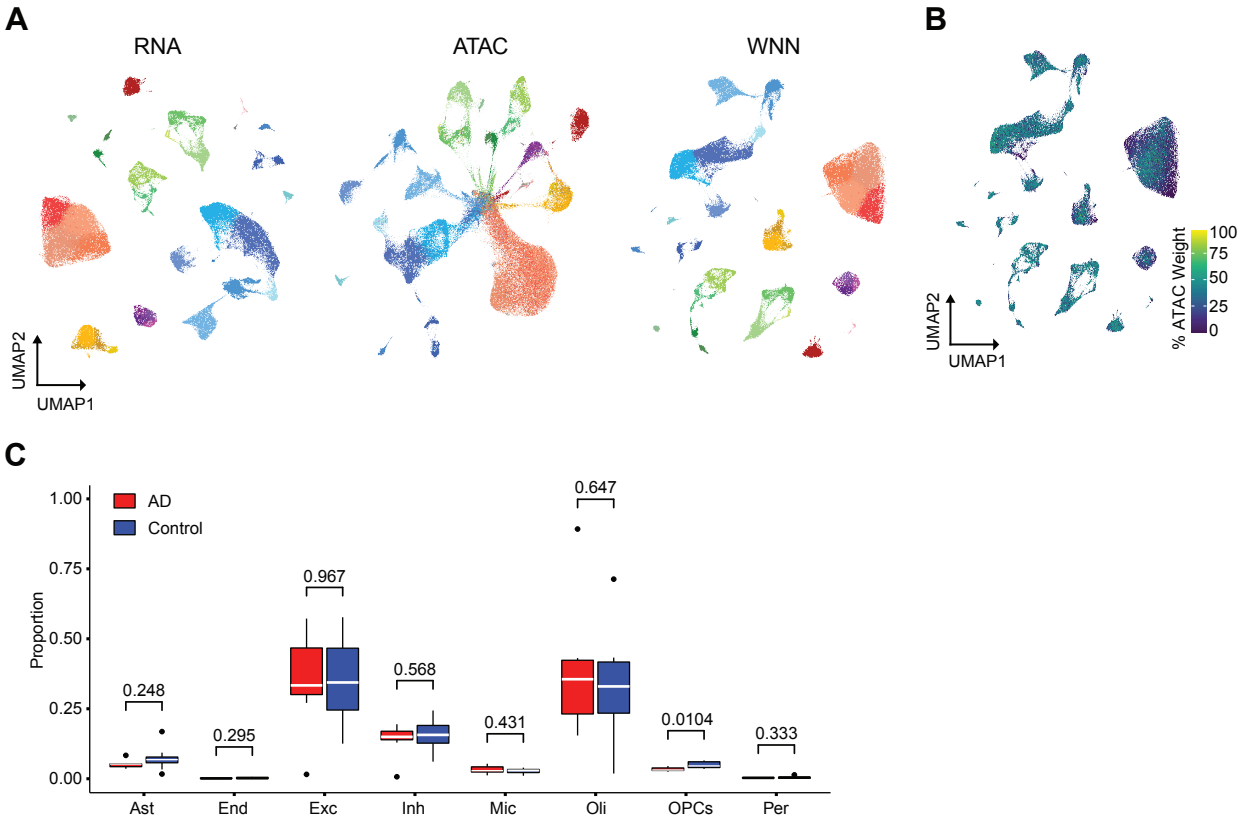 A
B
RNA
ATAC
WNN
UMAP2
UMAP1
UMAP2
UMAP1
% ATAC Weight
100
75
50
25
0
C
AD
Control
Proportion
1.00
0.75
0.50
0.25
0.00
0.248
0.295
0.967
0.568
0.431
0.647
0.0104
0.333
Ast
End
Exc
Inh
Mic
Oli
OPCs
Per